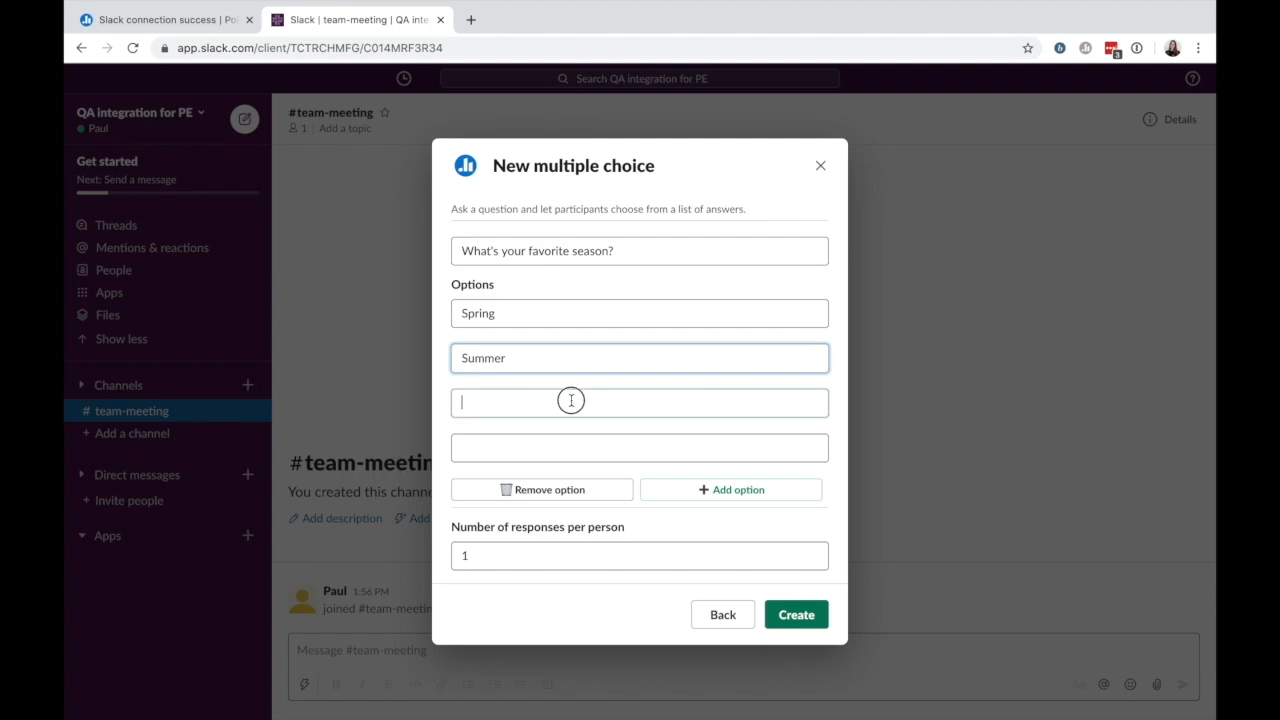 Slack connection success | Pol
Slack | team-meeting | QA inte
app.slack.com/client/TCTRCHMFG/C014MRF3R34
3
Search QA integration for PE
QA integration for PE
Paul
Get started
Next: Send a message
Threads
@ Mentions & reactions
People
Apps
Files
Show less
Channels
# team-meeting
+ Add a channel
Direct messages
+ Invite people
Apps
#team-meeting
1 | Add a topic
Details
New multiple choice
Ask a question and let participants choose from a list of answers.
What's your favorite season?
Options
Spring
Summer
Remove option
+ Add option
Number of responses per person
1
Back
Create
#team-meetin
You created this chann
Add description
Add
Paul 1:56 PM
joined #team-meetin
Message #team-meeting